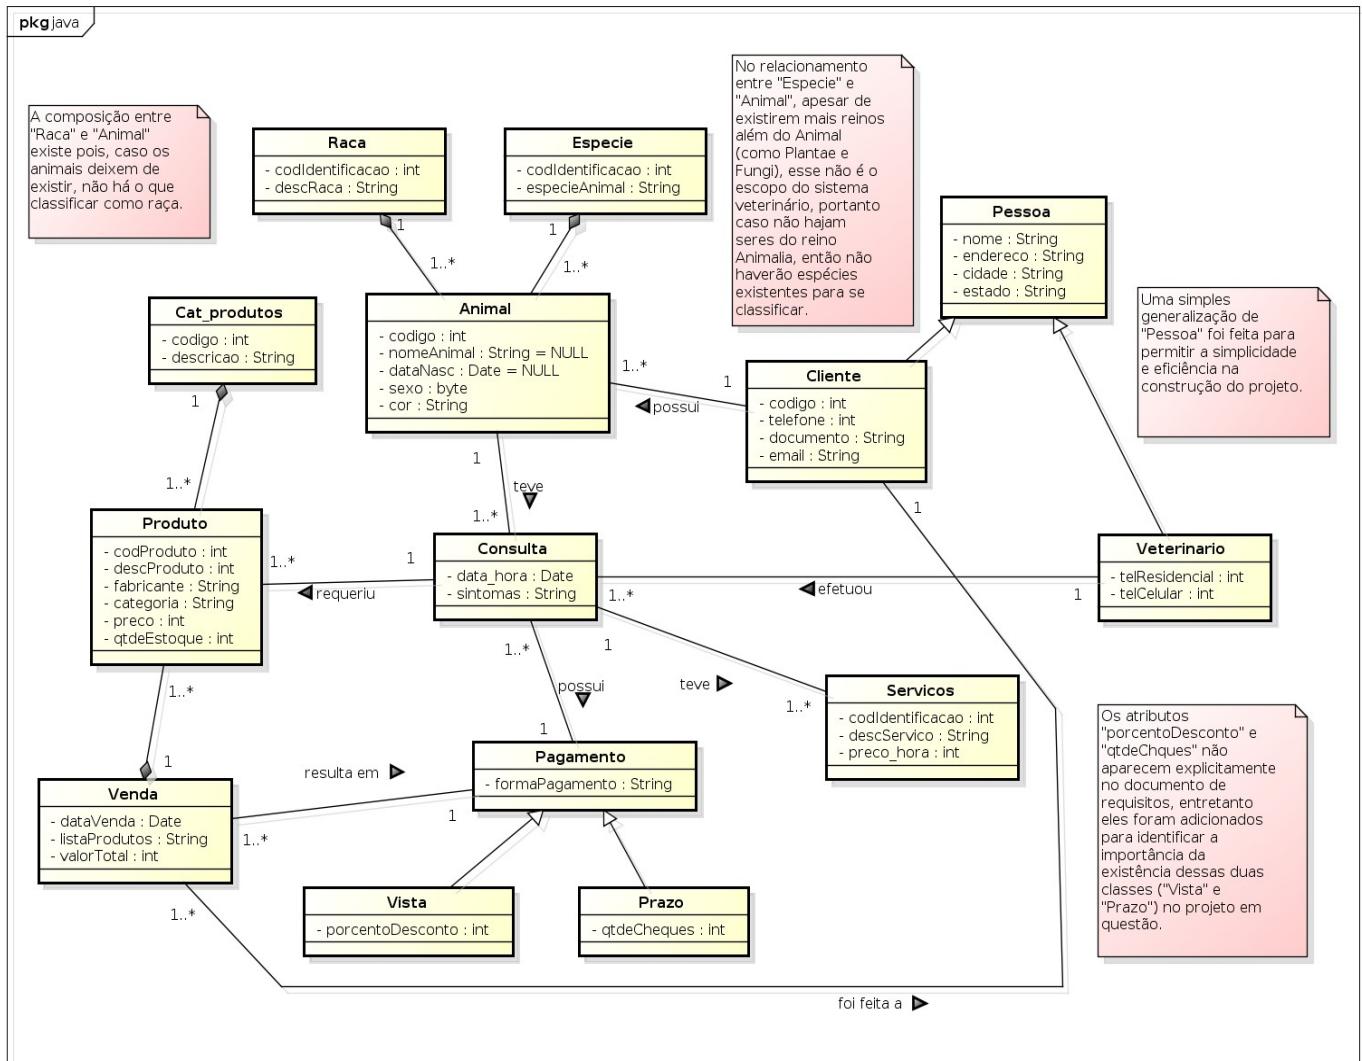 pkg java
A composição entre
"Raca" e "Animal"
existe pois, caso os
animais deixem de
existir, não há o que
classificar como raça.
Raca
- codIdentificacao : int
- descRaca : String
Especie
- codIdentificacao : int
- especieAnimal : String
No relacionamento
entre "Especie" e
"Animal", apesar de
existirem mais reinos
além do Animal
(como Plantae e
Fungi), esse não é o
escopo do sistema
veterinário, portanto
caso não hajam
seres do reino
Animalia, então não
haverão espécies
existentes para se
classificar.
Pessoa
- nome : String
- endereco : String
- cidade : String
- estado : String
Uma simples
generalização de
"Pessoa" foi feita para
permitir a simplicidade
e eficiência na
construção do projeto.
1
1..*
1
1..*
Cat_produtos
- codigo : int
- descricao : String
Animal
- codigo : int
- nomeAnimal : String = NULL
- dataNasc : Date = NULL
- sexo : byte
- cor : String
1..*
1
possui
Cliente
- codigo : int
- telefone : int
- documento : String
- email : String
1
1..*
1
teve
1..*
1
Produto
- codProduto : int
- descProduto : int
- fabricante : String
- categoria : String
- preco : int
- qtdeEstoque : int
1..*
1
requeriu
Consulta
- data_hora : Date
- sintomas : String
1..*
efetuou
1
Veterinario
- telResidencial : int
- telCelular : int
1
teve
1..*
Servicos
- codIdentificacao : int
- descServico : String
- preco_hora : int
1..*
possui
1
1..*
1
Pagamento
- formaPagamento : String
resulta em
1..*
1
Venda
- dataVenda : Date
- listaProdutos : String
- valorTotal : int
1..*
Vista
- porcentoDesconto : int
Prazo
- qtdeCheques : int
Os atributos
"porcentoDesconto" e
"qtdeChques" não
aparecem explicitamente
no documento de
requisitos, entretanto
eles foram adicionados
para identificar a
importância da
existência dessas duas
classes ("Vista" e
"Prazo") no projeto em
questão.
foi feita a